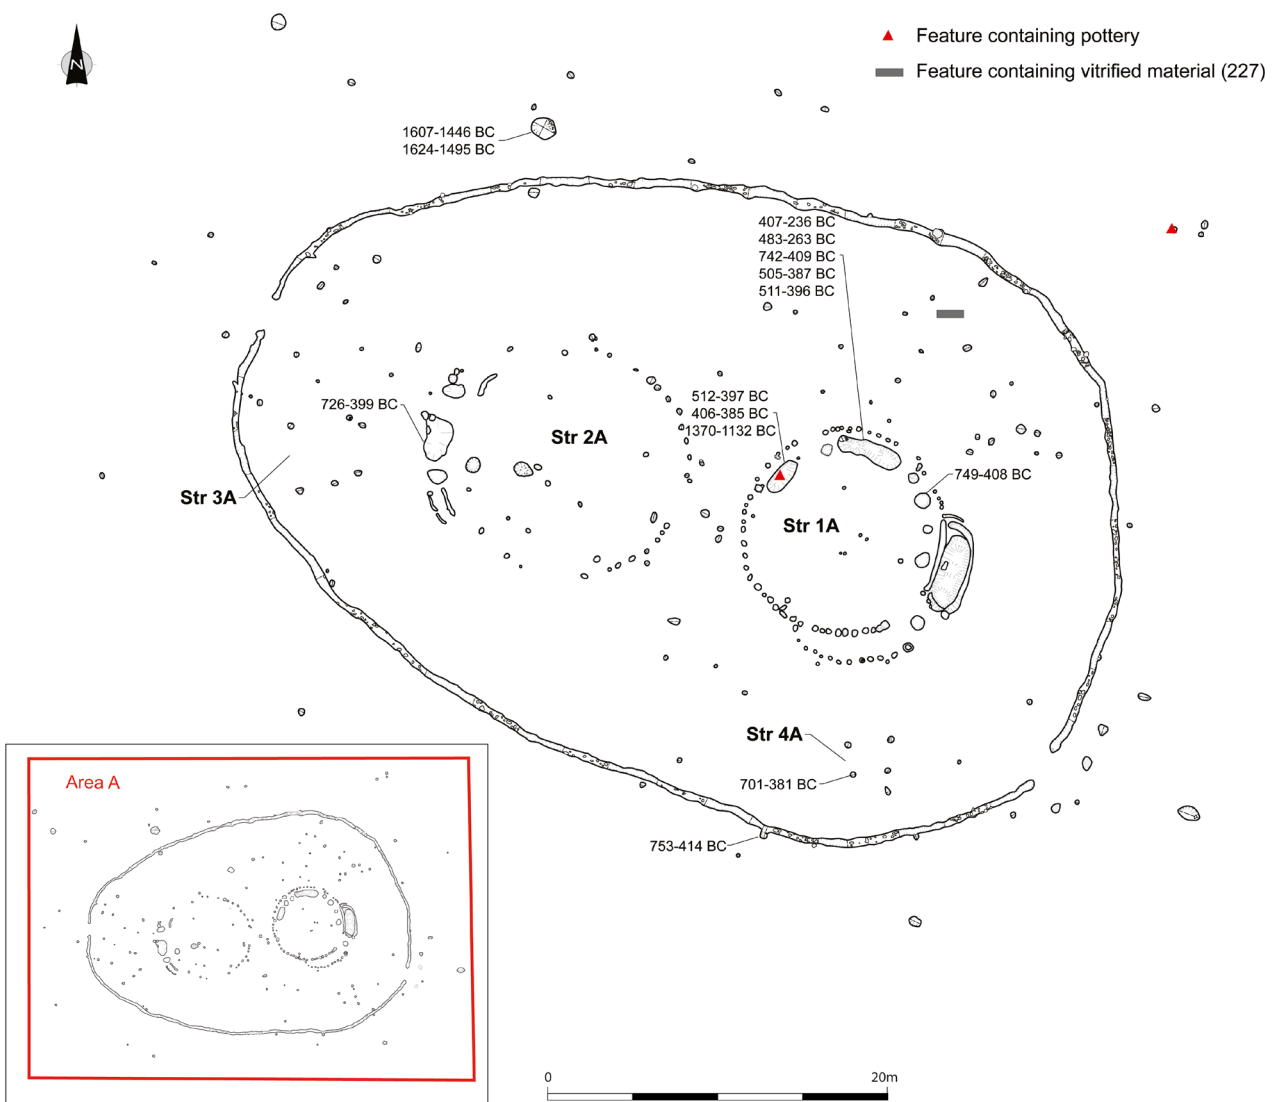 Feature containing pottery
Feature containing vitrified material (227)
N
1607-1446 BC
1624-1495 BC
407-236 BC
483-263 BC
742-409 BC
505-387 BC
511-396 BC
512-397 BC
406-385 BC
1370-1132 BC
726-399 BC
Str 2A
749-408 BC
Str 3A
Str 1A
Str 4A
701-381 BC
753-414 BC
Area A
0 20m